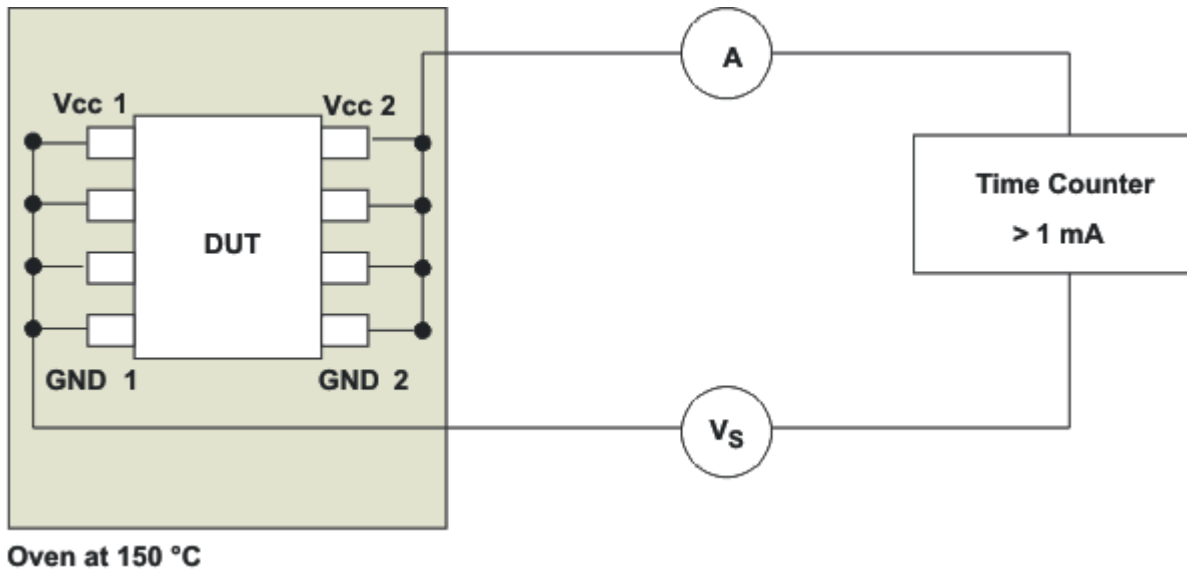 A
Vcc 1
Vcc 2
Time Counter
> 1 mA
DUT
GND 1
GND 2
VS
Oven at 150 °C